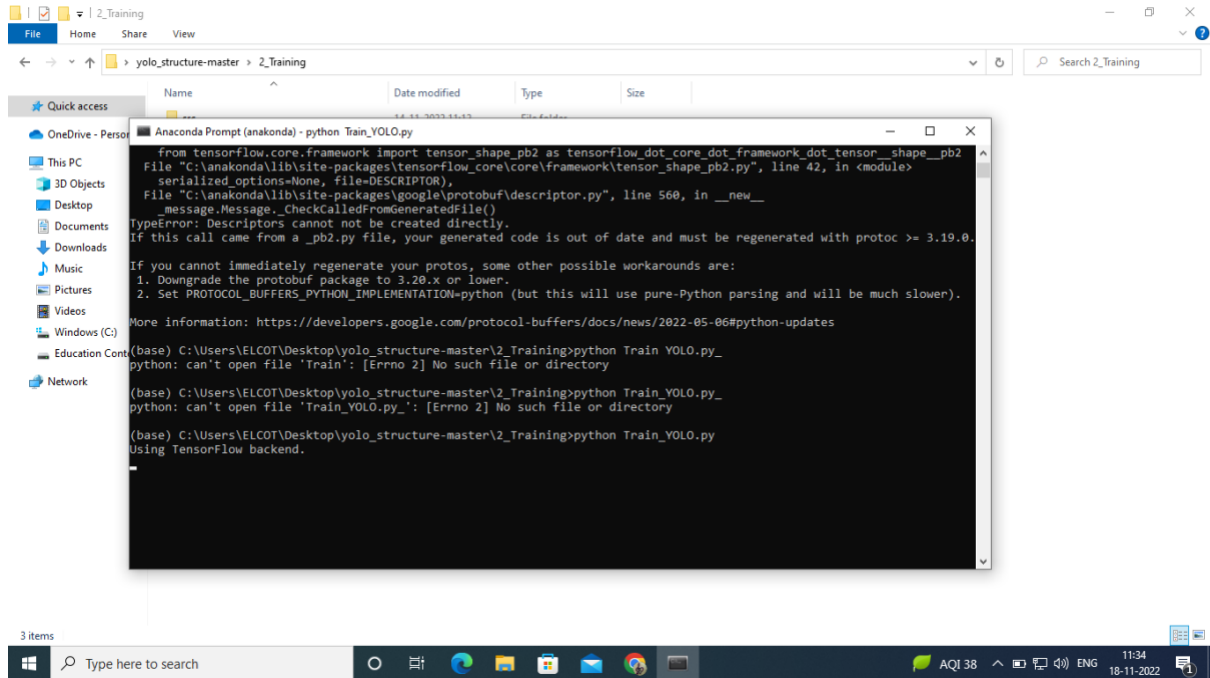 2_Training
File Home Share View
yolo_structure-master > 2_Training
Search 2_Training
Name Date modified Type Size
Quick access
OneDrive - Person
This PC
3D Objects
Desktop
Documents
Downloads
Music
Pictures
Videos
Windows (C:)
Education Cont
Network
Anaconda Prompt (anakonda) - python Train_YOLO.py
from tensorflow.core.framework import tensor_shape_pb2 as tensorflow_dot_core_dot_framework_dot_tensor__shape__pb2
File "C:\anakonda\lib\site-packages\tensorflow_core\core\framework\tensor_shape_pb2.py", line 42, in <module>
serialized_options=None, file=DESCRIPTOR),
File "C:\anakonda\lib\site-packages\google\protobuf\descriptor.py", line 560, in __new__
_message.Message._CheckCalledFromGeneratedFile()
TypeError: Descriptors cannot not be created directly.
If this call came from a _pb2.py file, your generated code is out of date and must be regenerated with protoc >= 3.19.0.
If you cannot immediately regenerate your protos, some other possible workarounds are:
1. Downgrade the protobuf package to 3.20.x or lower.
2. Set PROTOCOL_BUFFERS_PYTHON_IMPLEMENTATION=python (but this will use pure-Python parsing and will be much slower).
More information: https://developers.google.com/protocol-buffers/docs/news/2022-05-06#python-updates
(base) C:\Users\ELCOT\Desktop\yolo_structure-master\2_Training>python Train YOLO.py_
python: can't open file 'Train': [Errno 2] No such file or directory
(base) C:\Users\ELCOT\Desktop\yolo_structure-master\2_Training>python Train_YOLO.py_
python: can't open file 'Train_YOLO.py_': [Errno 2] No such file or directory
(base) C:\Users\ELCOT\Desktop\yolo_structure-master\2_Training>python Train_YOLO.py
Using TensorFlow backend.
3 items
Type here to search
AQI 38 ENG
11:34
18-11-2022
1